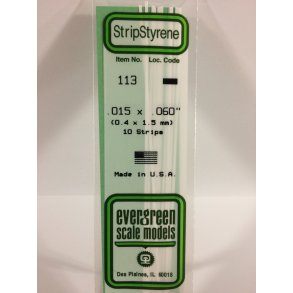 StripStyrene
Item No. Loc. Code
113
.015 x .060"
(0.4 x 1.5 mm)
10 Strips
Made in U.S.A.
evergreen
scale models
Des Plaines, IL 60018